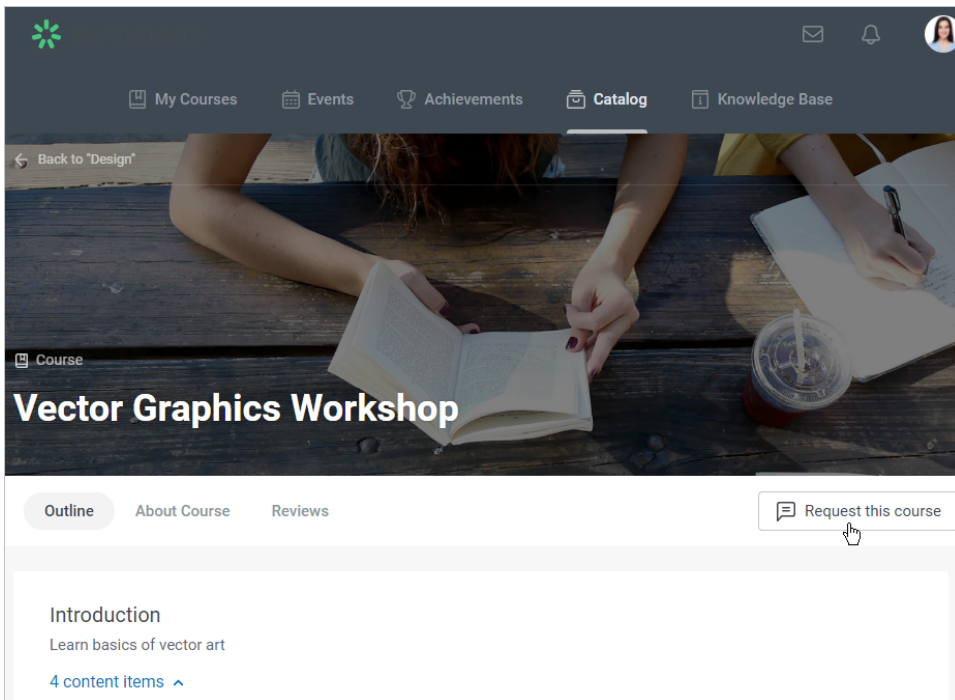 My Courses
Events
Achievements
Catalog
Knowledge Base
Back to "Design"
Course
Vector Graphics Workshop
Outline
About Course
Reviews
Request this course
Introduction
Learn basics of vector art
4 content items